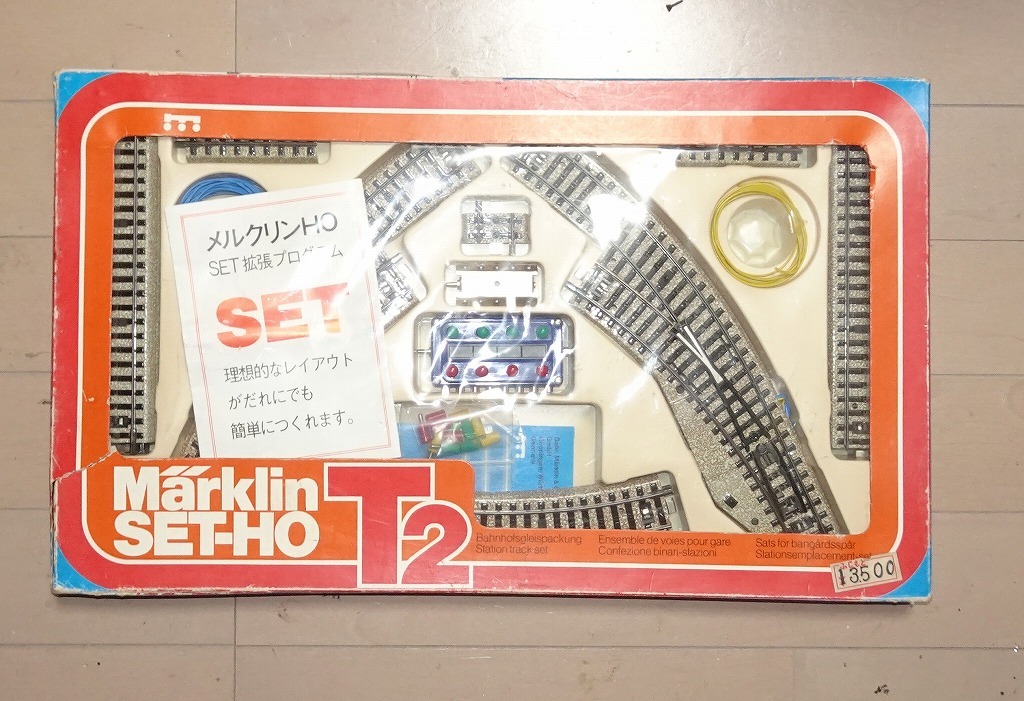 メルクリンHO
SET 拡張プログラム
SET
理想的なレイアウト
がだれにでも
簡単につくれます。
Märklin
SET-HO
T2
Bahnhofsgleispackung
Station track set
Ensemble de voies pour gare
Confezione binari-stazioni
Sats för bangårdsspår
Stationsemplacement-set
¥3500